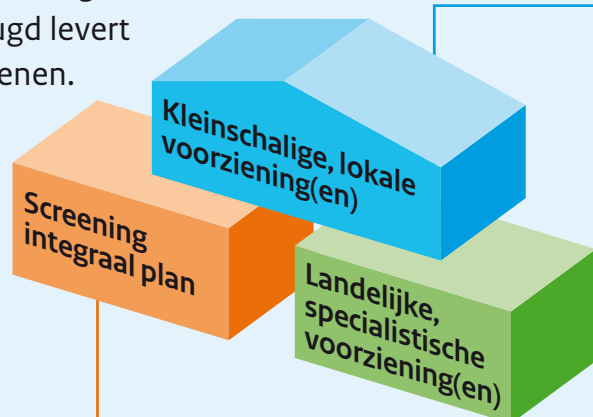 ugd levert
enen.
Kleinschalige, lokale
voorziening(en)
Screening
integraal plan
Landelijke,
specialistische
voorziening(en)